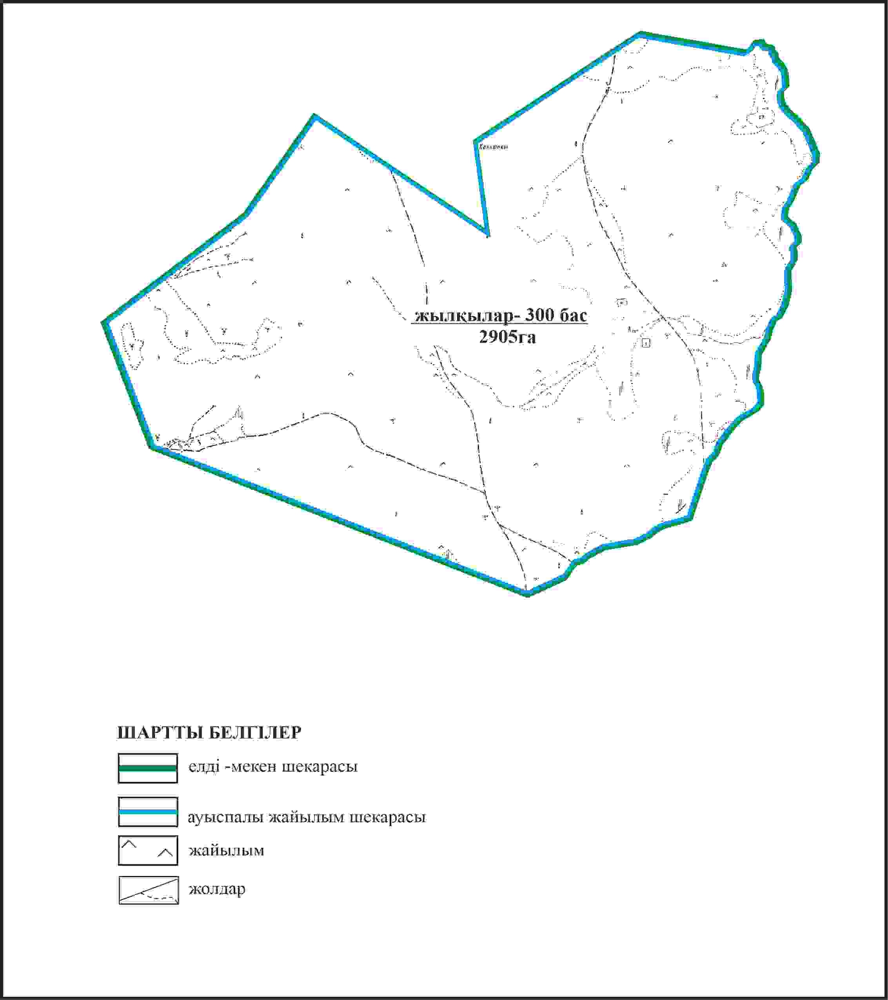 жылқылар- 300 бас
2905га
ШАРТТЫ БЕЛГІЛЕР
елді -мекен шекарасы
ауыспалы жайылым шекарасы
жайылым
жолдар